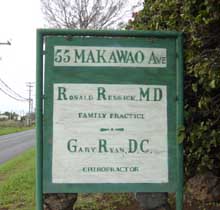 55 MAKAWAO AVE
RONALD RESNICK, M.D
FAMILY PRACTICE
GARY RYAN, D.C.
CHIROPRACTOR